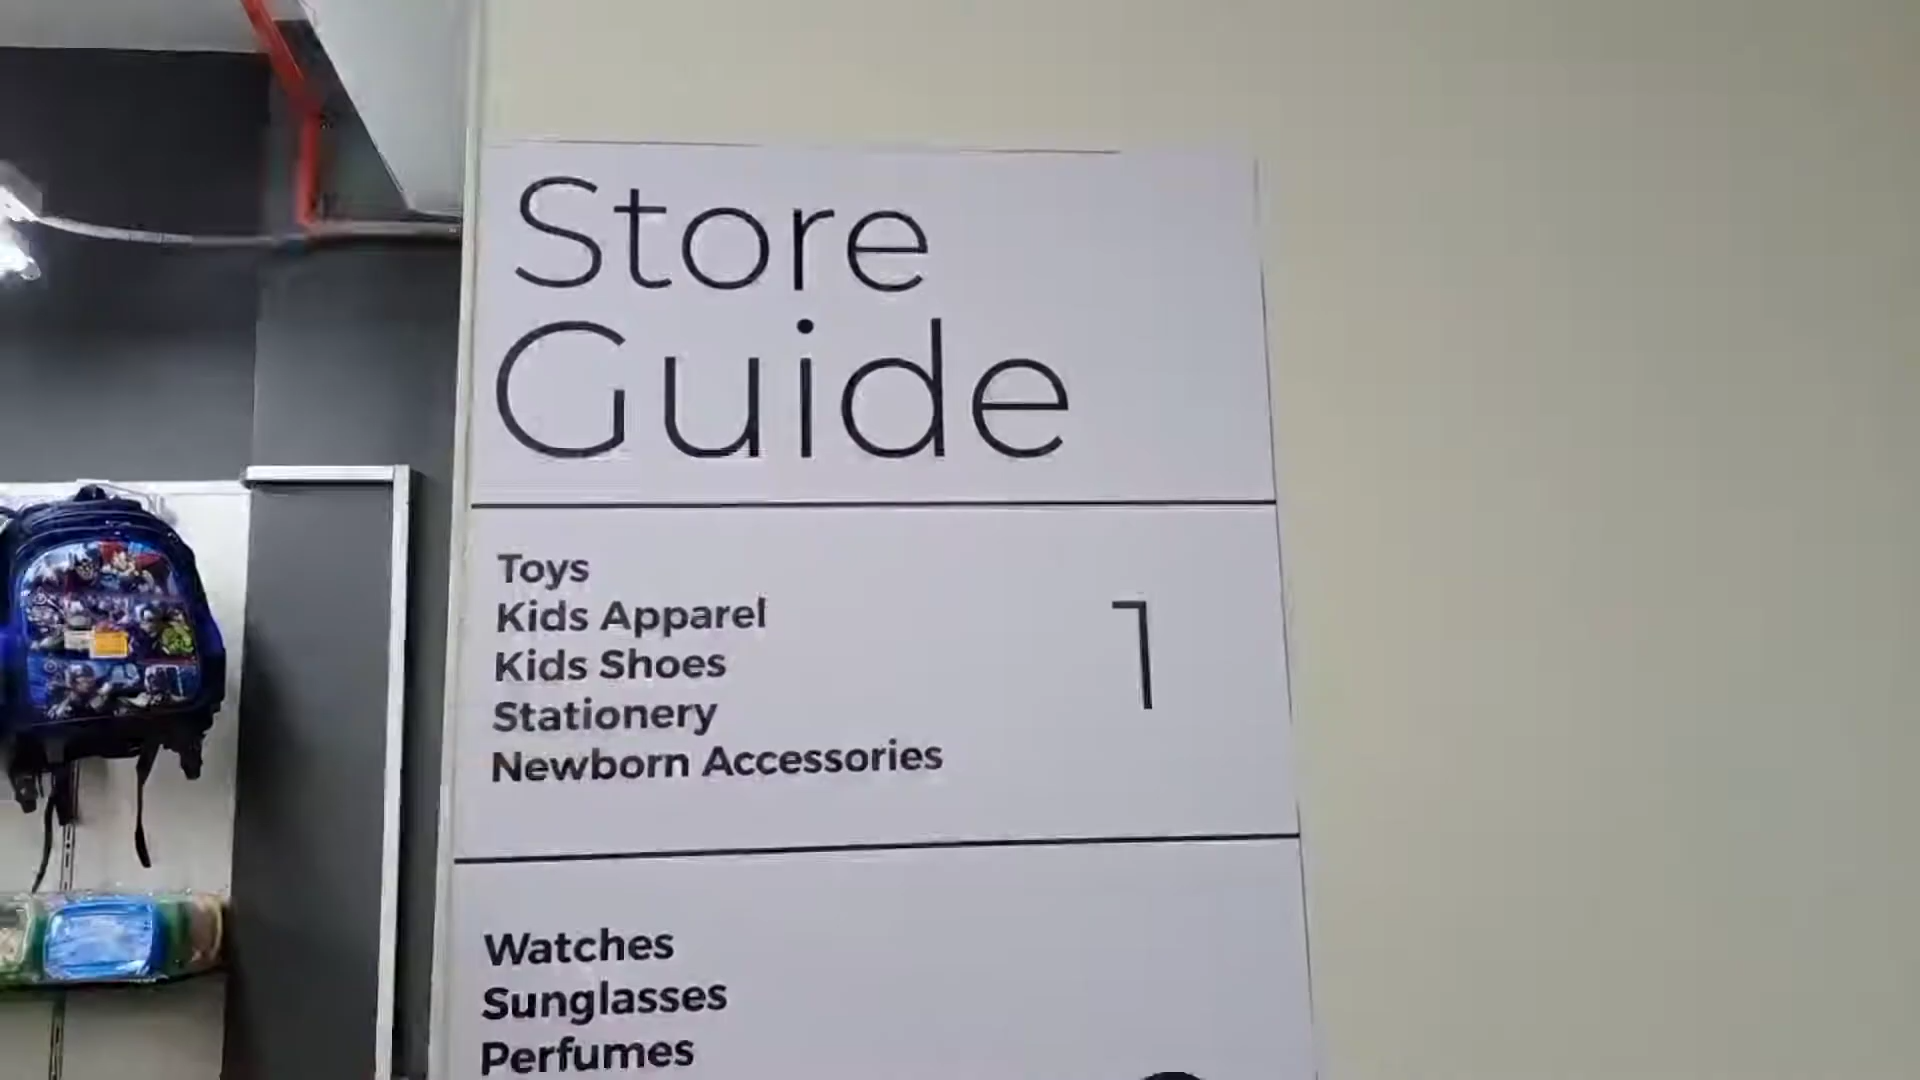 Store
Guide
Toys
Kids Apparel
Kids Shoes
Stationery
Newborn Accessories
1
Watches
Sunglasses
Perfumes